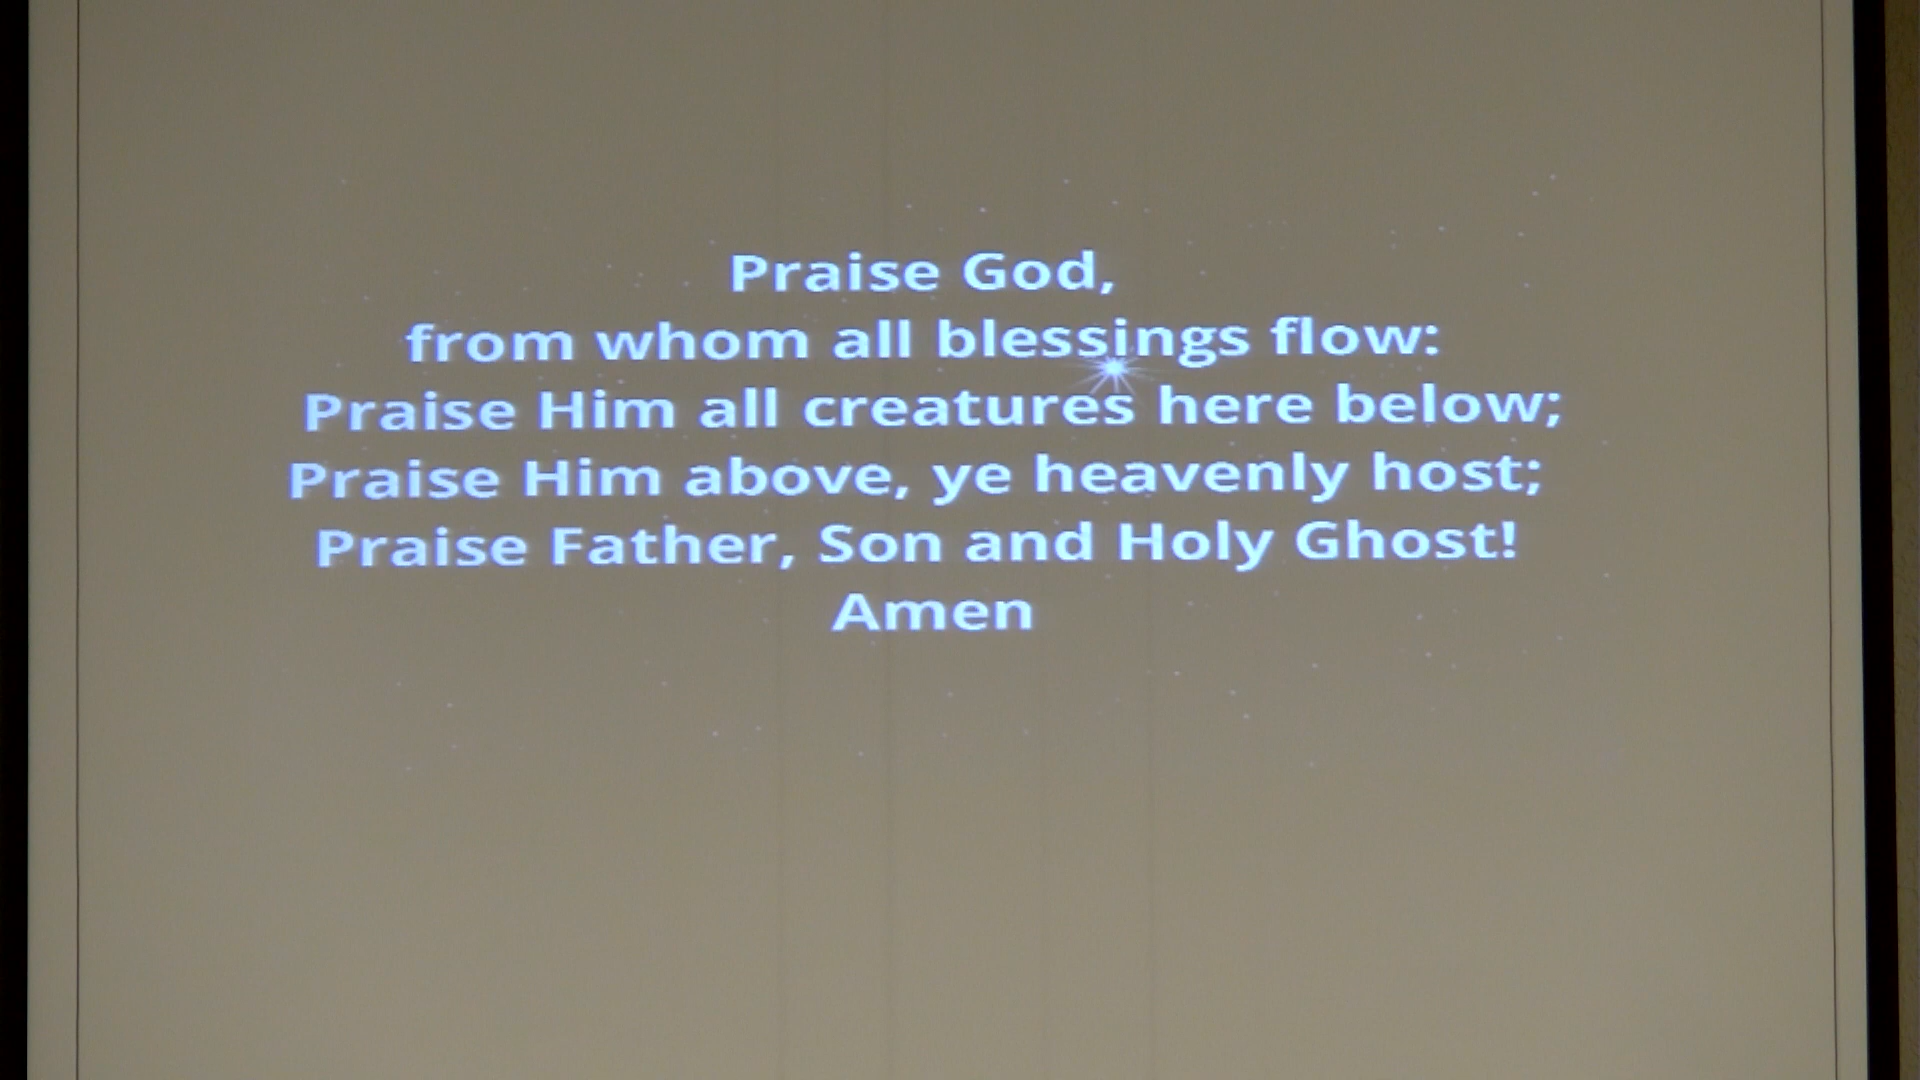 Praise God,
from whom all blessings flow:
Praise Him all creatures here below;
Praise Him above, ye heavenly host;
Praise Father, Son and Holy Ghost!
Amen